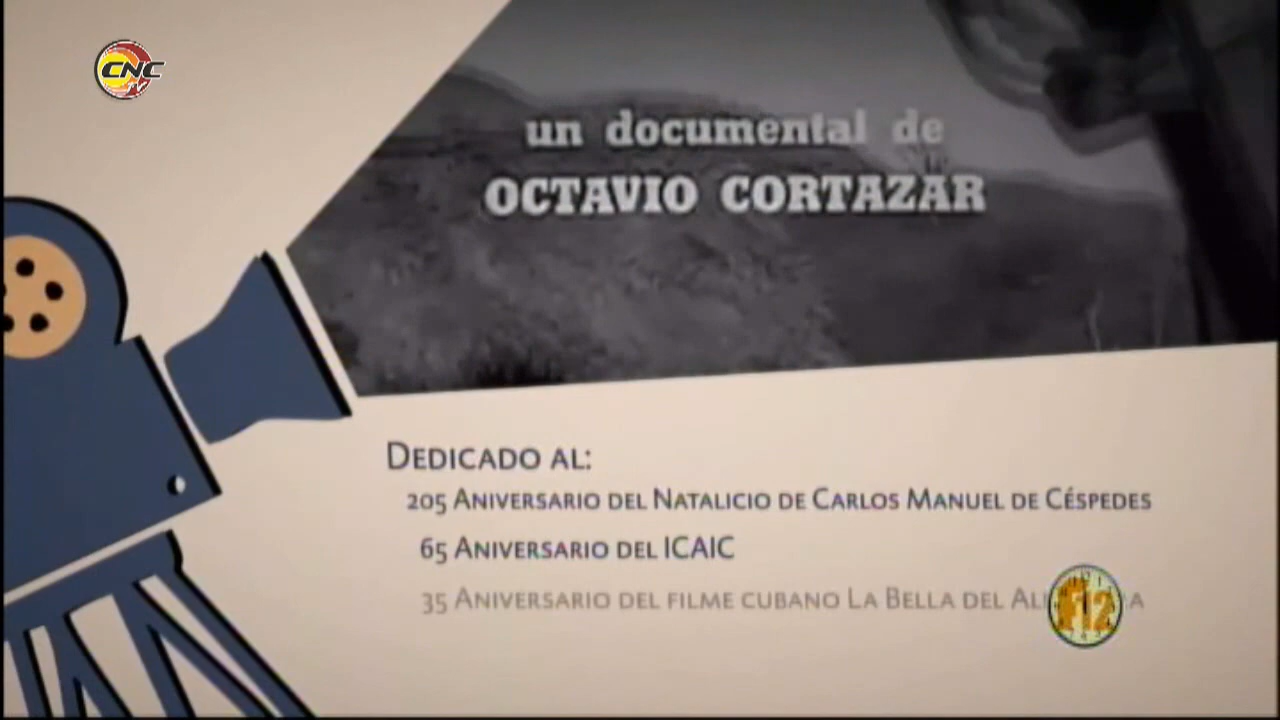 CNC
TV
un documental de
OCTAVIO CORTAZAR
DEDICADO AL:
205 ANIVERSARIO DEL NATALICIO DE CARLOS MANUEL DE CÉSPEDES
65 ANIVERSARIO DEL ICAIC
35 ANIVERSARIO DEL FILME CUBANO LA BELLA DEL